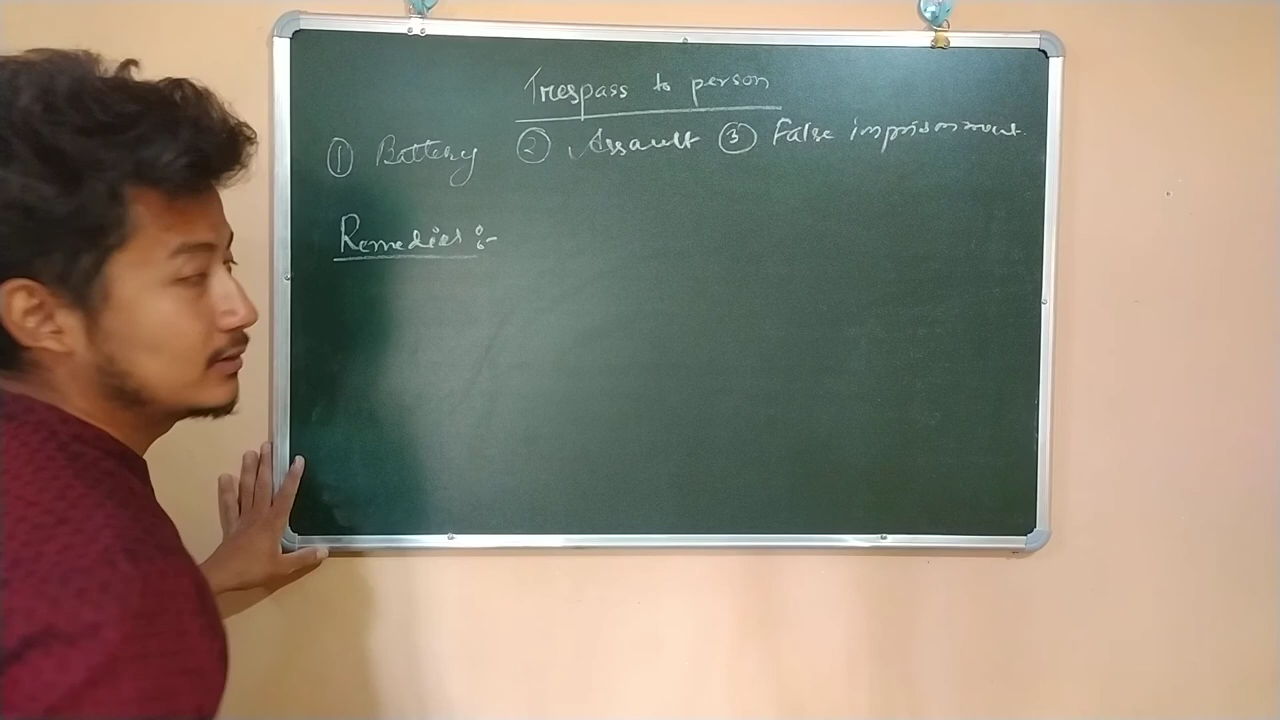 Trespass to person
① Battery ② Assault ③ False imprisonment.
Remedies :-